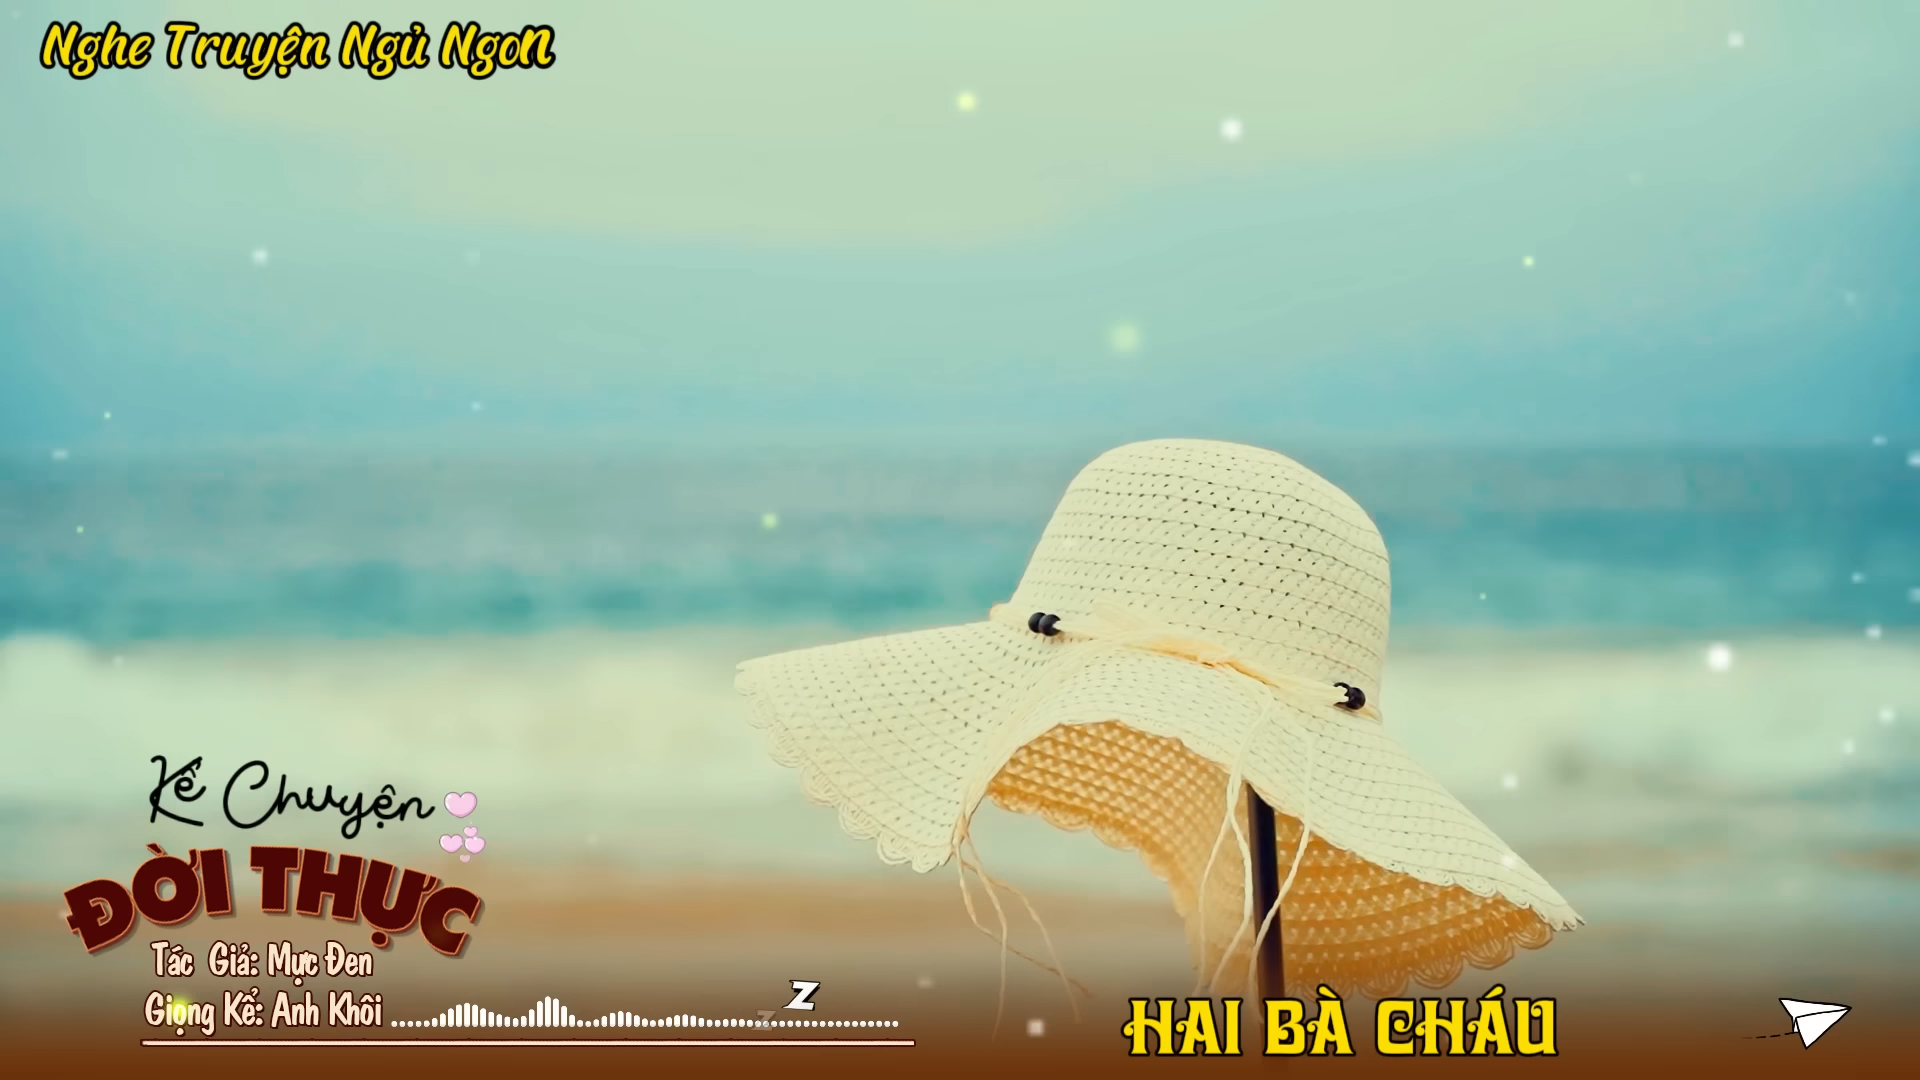 Nghe Truyện Ngủ Ngon
Kể Chuyện
ĐỜI THỰC
Tác Giả: Mực Đen
Giọng Kể: Anh Khôi
Z
Z
HAI BÀ CHÁU